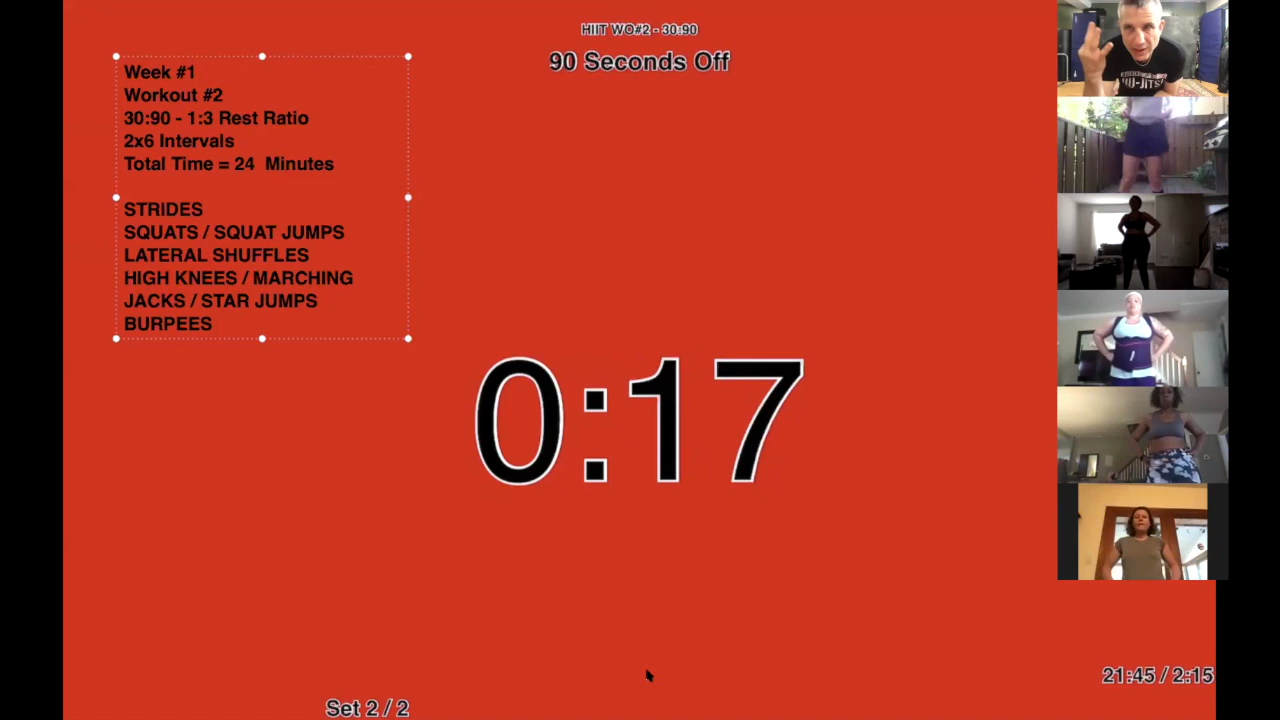 HIIT WO#2 - 30:90
90 Seconds Off
Week #1
Workout #2
30:90 - 1:3 Rest Ratio
2x6 Intervals
Total Time = 24  Minutes
STRIDES
SQUATS / SQUAT JUMPS
LATERAL SHUFFLES
HIGH KNEES / MARCHING
JACKS / STAR JUMPS
BURPEES
0:17
21:45 / 2:15
Set 2 / 2